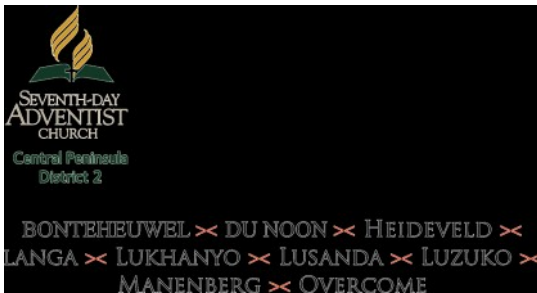 SEVENTH-DAY
ADVENTIST
CHURCH
Central Peninsula
District 2
BONTEHEUWEL >< DU NOON >< HEIDEVELD ><
LANGA >< LUKHANYO >< LUSANDA >< LUZUKO ><
MANENBERG >< OVERCOME